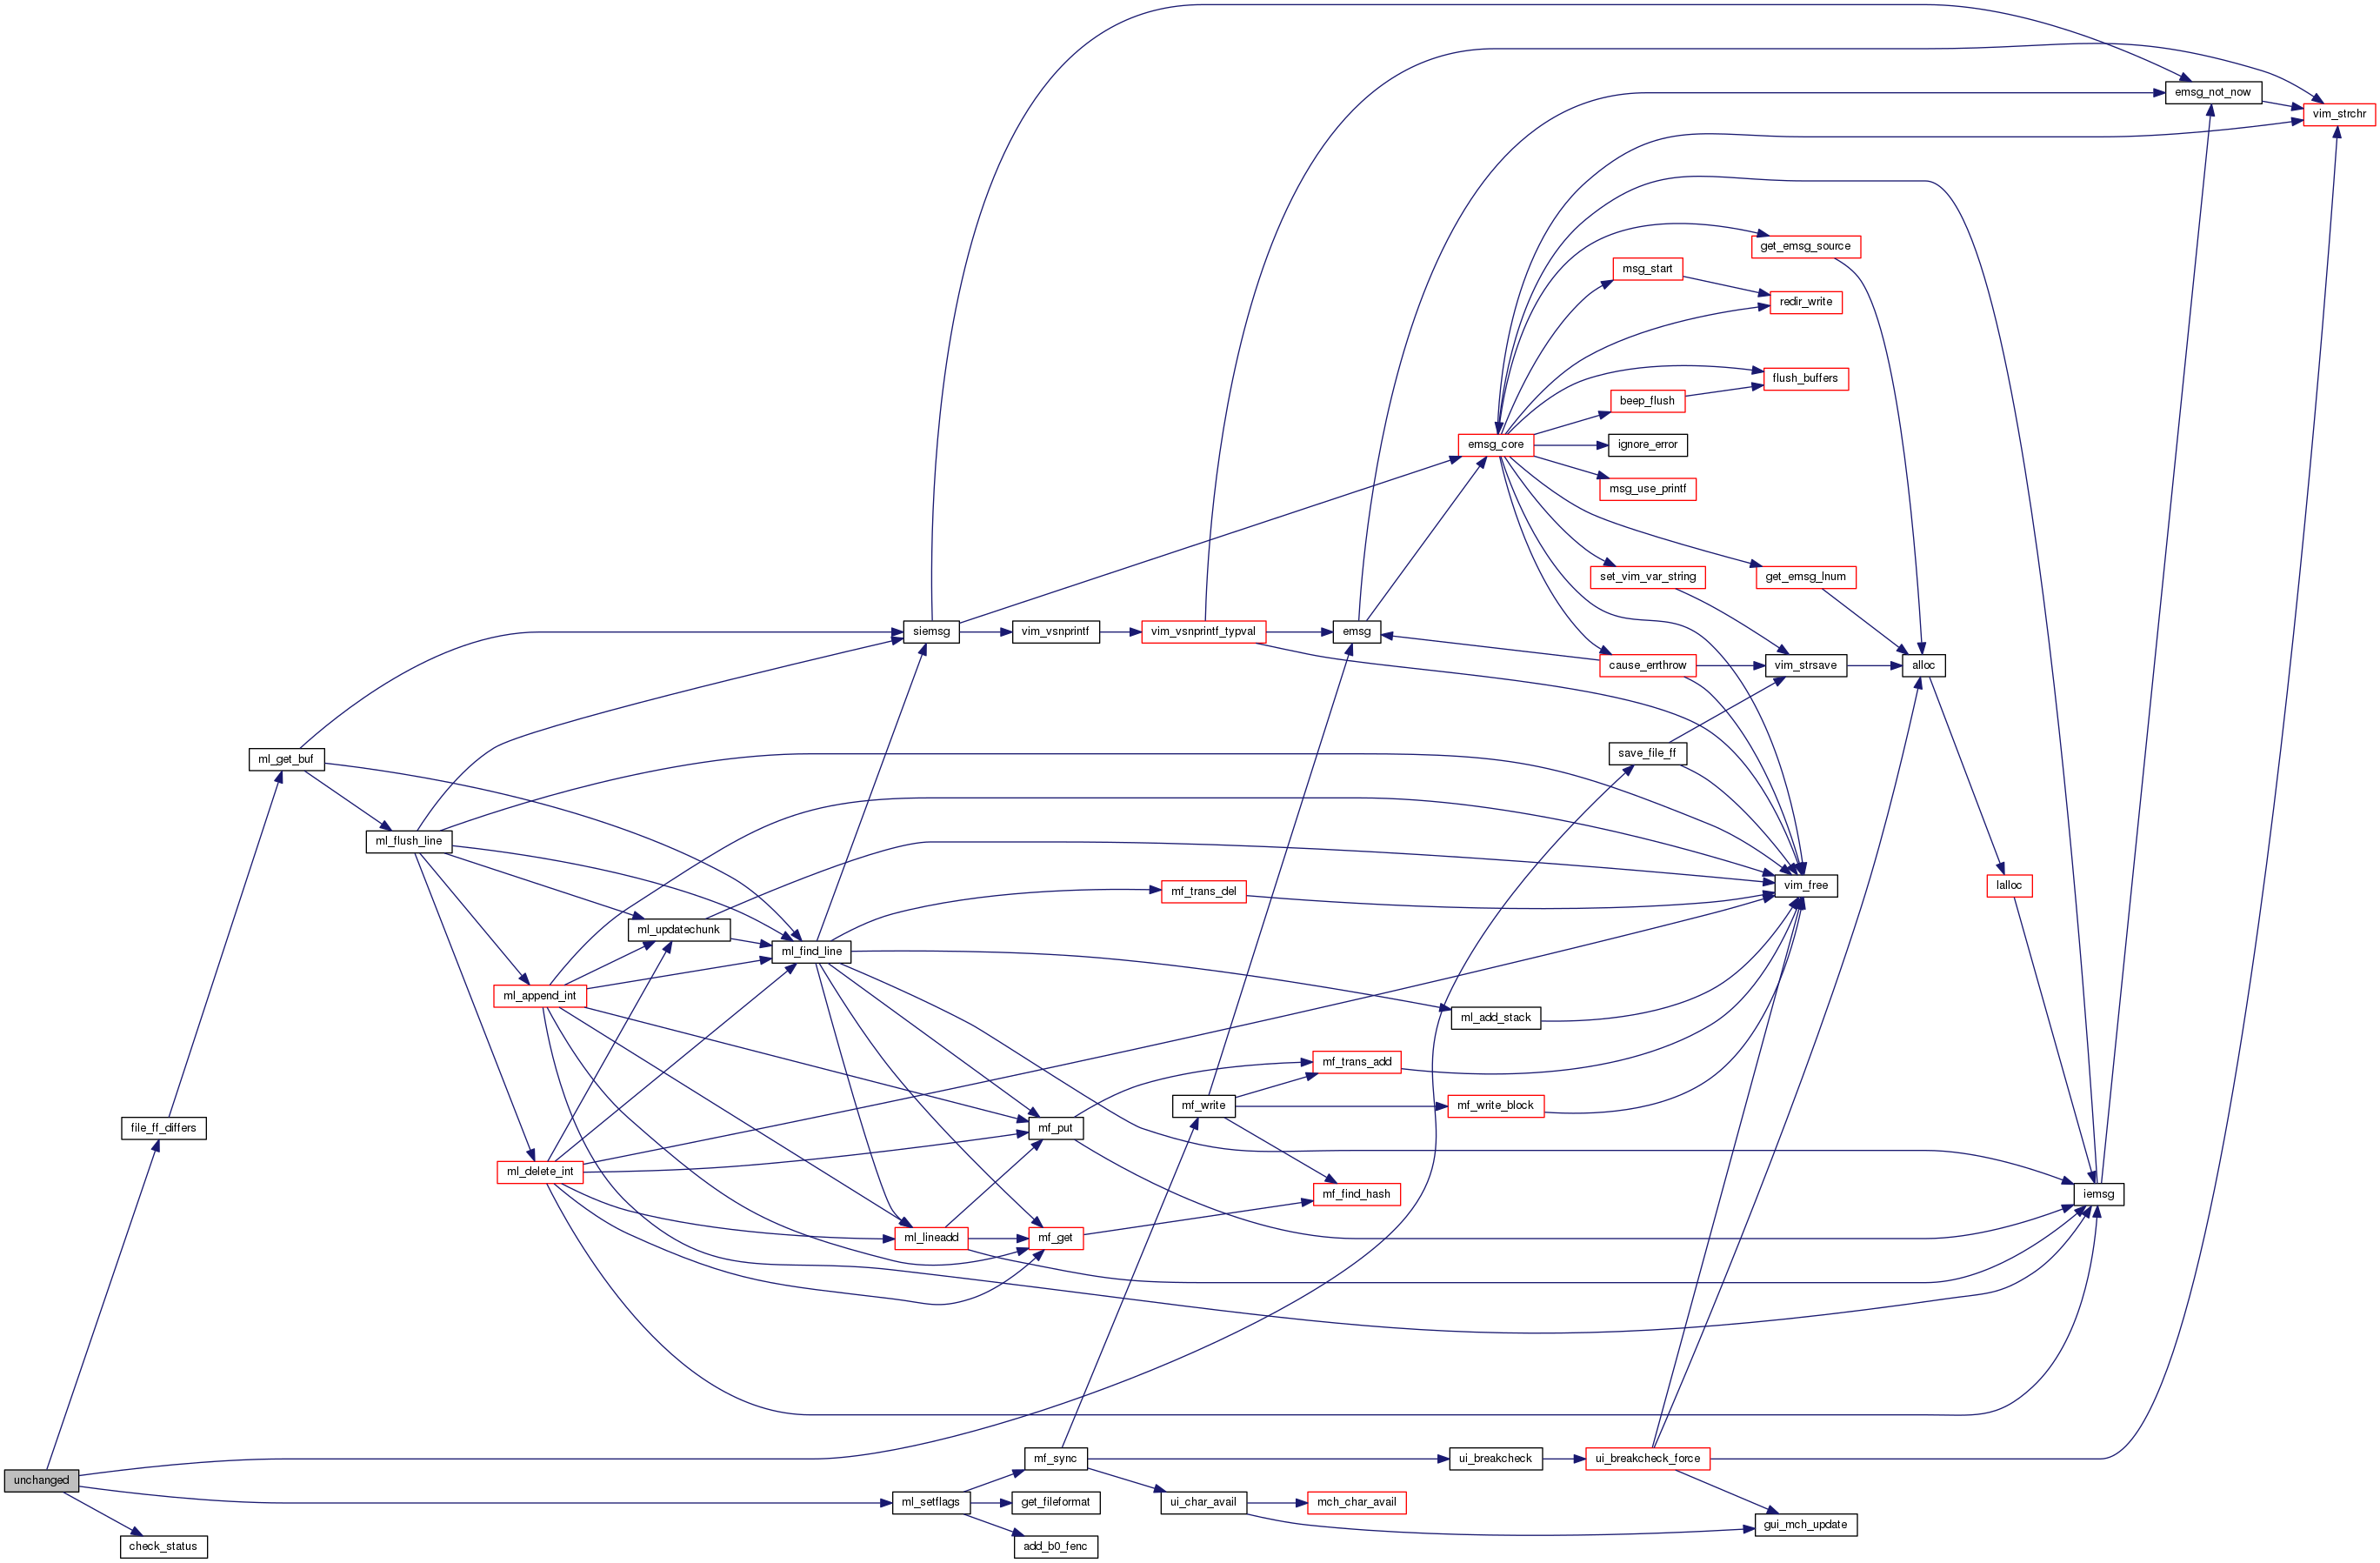 emsg_not_now
vim_strchr
get_emsg_source
msg_start
redir_write
flush_buffers
beep_flush
emsg_core
ignore_error
msg_use_printf
set_vim_var_string
get_emsg_lnum
siemsg
vim_vsnprintf
vim_vsnprintf_typval
emsg
cause_errthrow
vim_strsave
alloc
ml_get_buf
save_file_ff
ml_flush_line
mf_trans_del
vim_free
lalloc
ml_updatechunk
ml_find_line
ml_append_int
ml_add_stack
mf_trans_add
mf_write
mf_write_block
file_ff_differs
mf_put
ml_delete_int
mf_find_hash
iemsg
ml_lineadd
mf_get
mf_sync
ui_breakcheck
ui_breakcheck_force
unchanged
ml_setflags
get_fileformat
ui_char_avail
mch_char_avail
gui_mch_update
check_status
add_b0_fenc